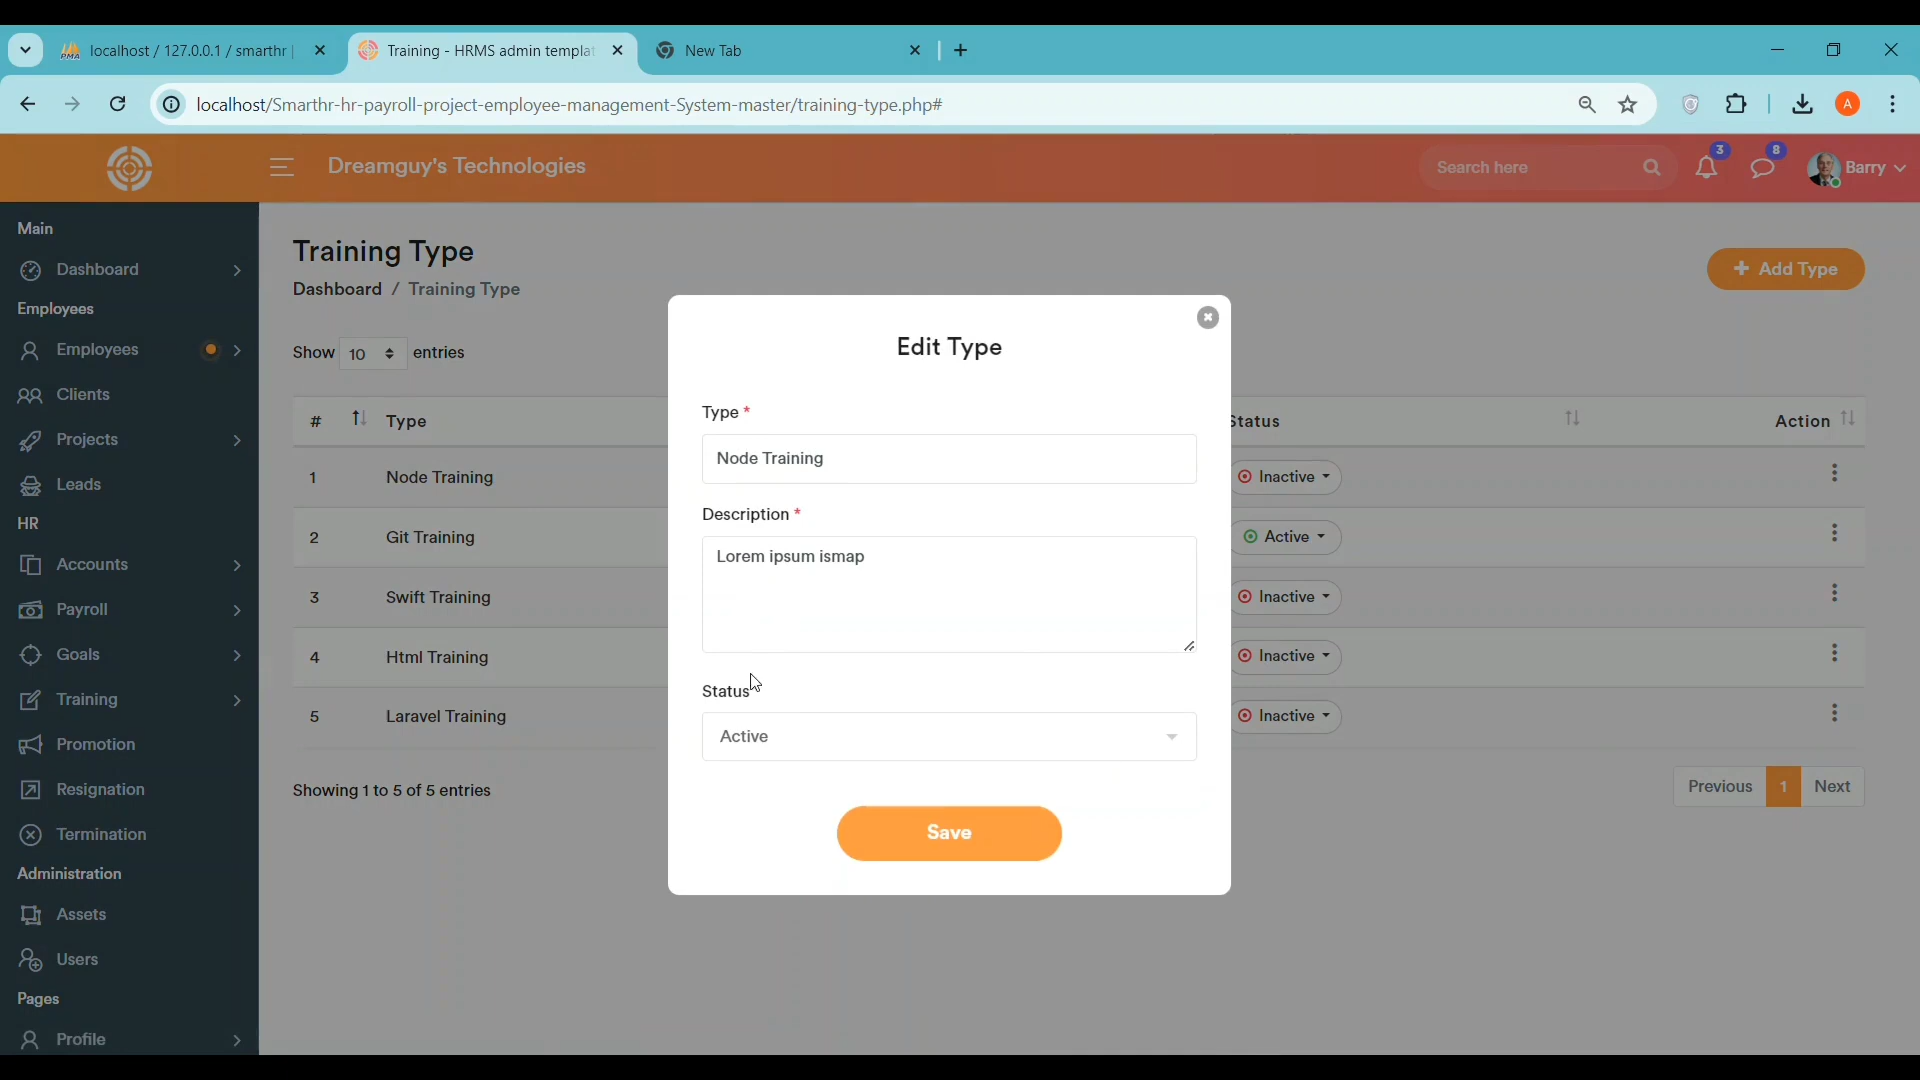 localhost / 127.0.0.1 / smarthr
Training - HRMS admin templat
New Tab
localhost/Smarthr-hr-payroll-project-employee-management-System-master/training-type.php#
A
Dreamguy's Technologies
Search here
3
8
Barry
Main
Dashboard
Employees
Employees
Clients
Projects
Leads
HR
Accounts
Payroll
Goals
Training
Promotion
Resignation
Termination
Administration
Assets
Users
Pages
Profile
Training Type
Dashboard / Training Type
+ Add Type
Show 10 entries
# Type Status Action
1 Node Training Inactive
2 Git Training Active
3 Swift Training Inactive
4 Html Training Inactive
5 Laravel Training Inactive
Showing 1 to 5 of 5 entries
Previous 1 Next
Edit Type
Type *
Node Training
Description *
Lorem ipsum ismap
Status
Active
Save